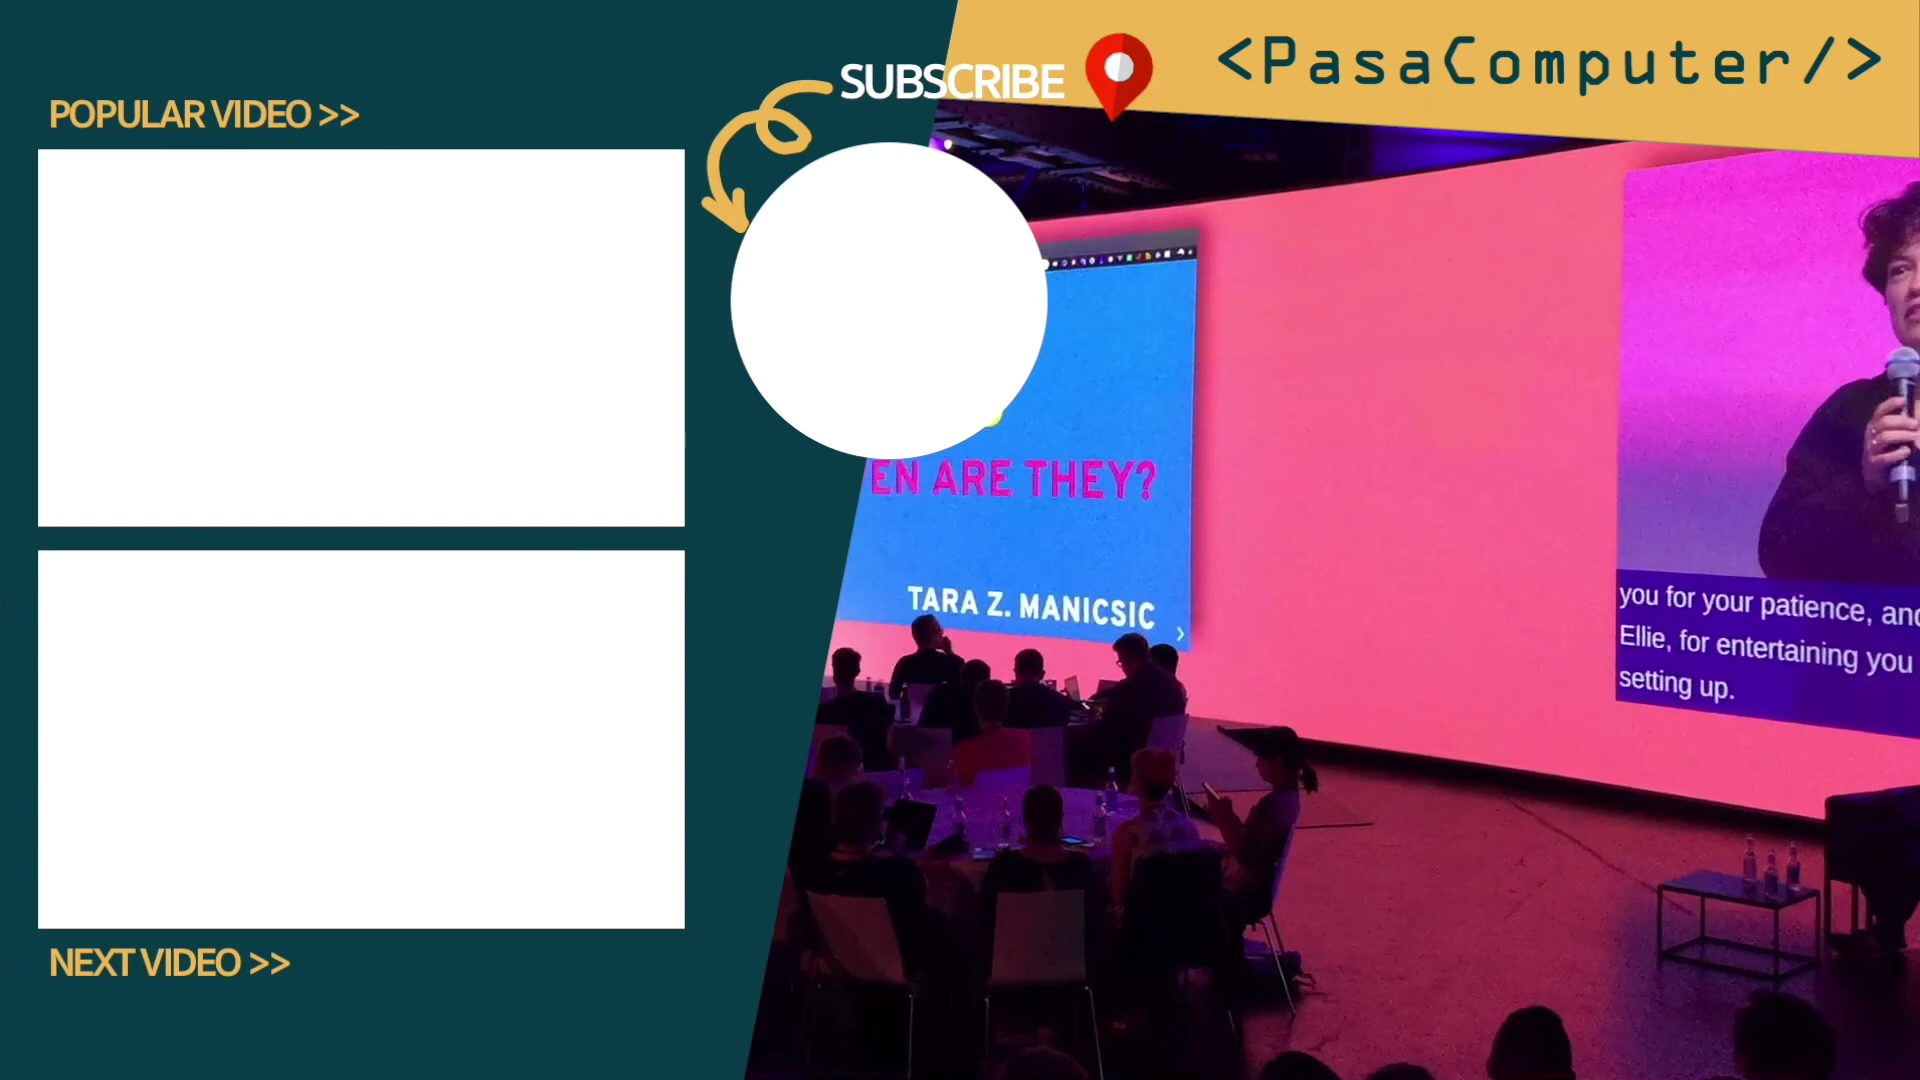 SUBSCRIBE
<PasaComputer/>
POPULAR VIDEO >>
EN ARE THEY?
TARA Z. MANICSIC
you for your patience, and
Ellie, for entertaining you
setting up.
NEXT VIDEO >>